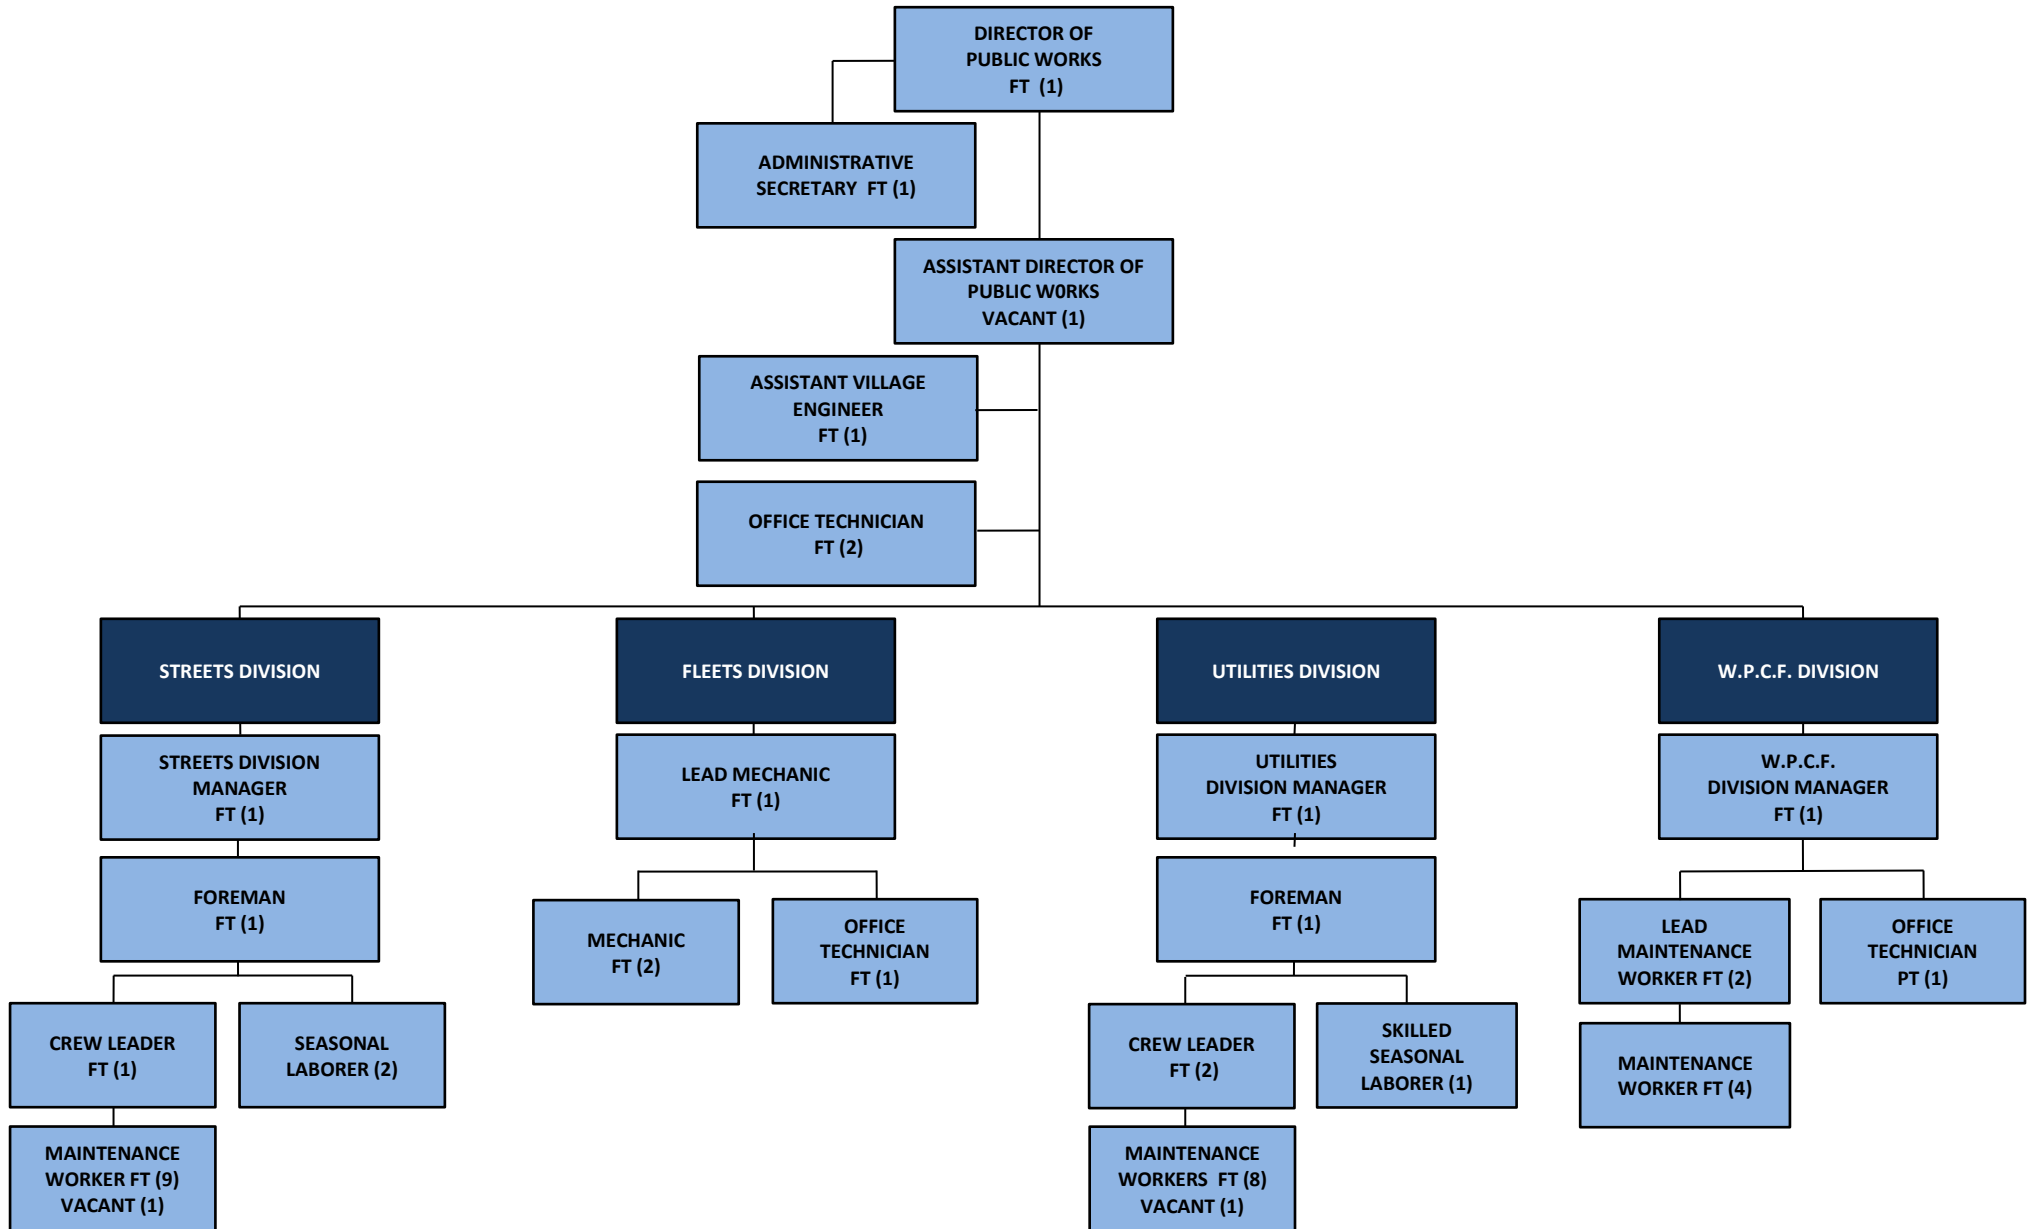 DIRECTOR OF
PUBLIC WORKS
FT (1)
ADMINISTRATIVE
SECRETARY FT (1)
ASSISTANT DIRECTOR OF
PUBLIC W0RKS
VACANT (1)
ASSISTANT VILLAGE
ENGINEER
FT (1)
OFFICE TECHNICIAN
FT (2)
STREETS DIVISION
FLEETS DIVISION
UTILITIES DIVISION
W.P.C.F. DIVISION
STREETS DIVISION
MANAGER
FT (1)
LEAD MECHANIC
FT (1)
UTILITIES
DIVISION MANAGER
FT (1)
W.P.C.F.
DIVISION MANAGER
FT (1)
FOREMAN
FT (1)
MECHANIC
FT (2)
OFFICE
TECHNICIAN
FT (1)
FOREMAN
FT (1)
LEAD
MAINTENANCE
WORKER FT (2)
OFFICE
TECHNICIAN
PT (1)
CREW LEADER
FT (1)
SEASONAL
LABORER (2)
CREW LEADER
FT (2)
SKILLED
SEASONAL
LABORER (1)
MAINTENANCE
WORKER FT (4)
MAINTENANCE
WORKER FT (9)
VACANT (1)
MAINTENANCE
WORKERS FT (8)
VACANT (1)